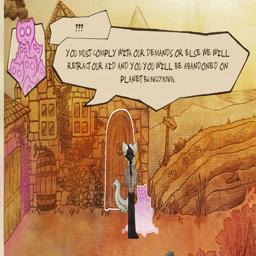 ???
YOU MUST COMPLY WITH OUR DEMANDS OR ELSE WE WILL
RETRACT OUR AID AND YOU YOU WILL BE ABANDONED ON